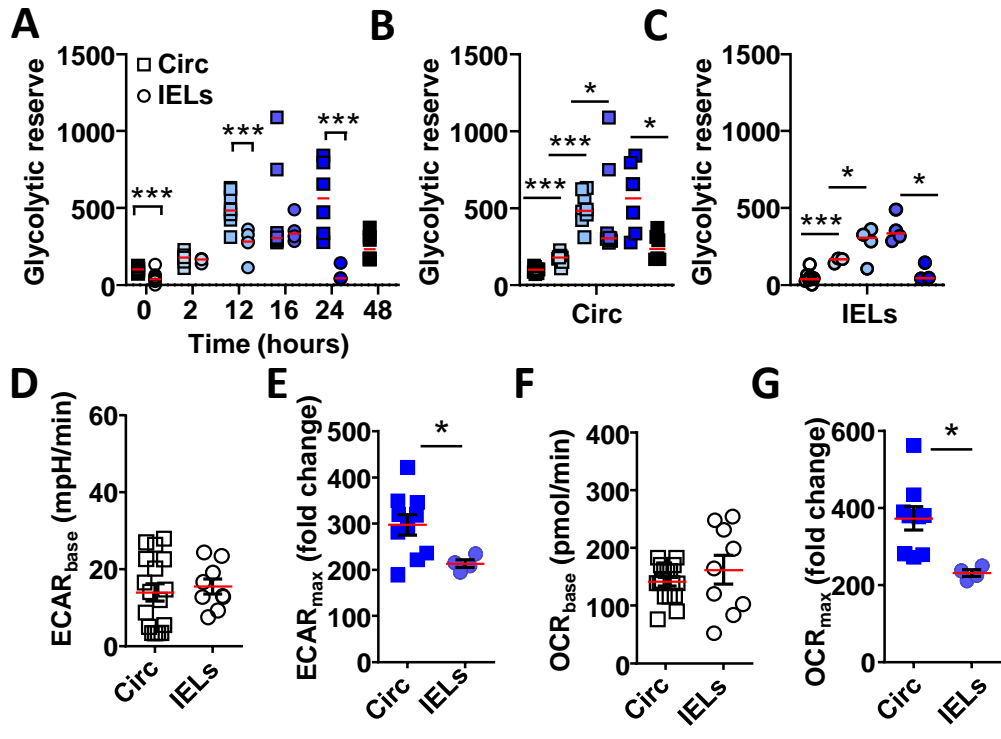 A
Glycolytic reserve
1500
1000
500
0
Circ
IELs
***
***
***
0 2 12 16 24 48
Time (hours)
B
Glycolytic reserve
1500
1000
500
0
***
***
*
*
Circ
C
Glycolytic reserve
1500
1000
500
0
***
*
*
IELs
D
ECARbase (mpH/min)
60
40
20
0
Circ
IELs
E
ECARmax (fold change)
500
400
300
200
100
0
*
Circ
IELs
F
OCRbase (pmol/min)
400
300
200
100
0
Circ
IELs
G
OCRmax (fold change)
600
400
200
0
*
Circ
IELs